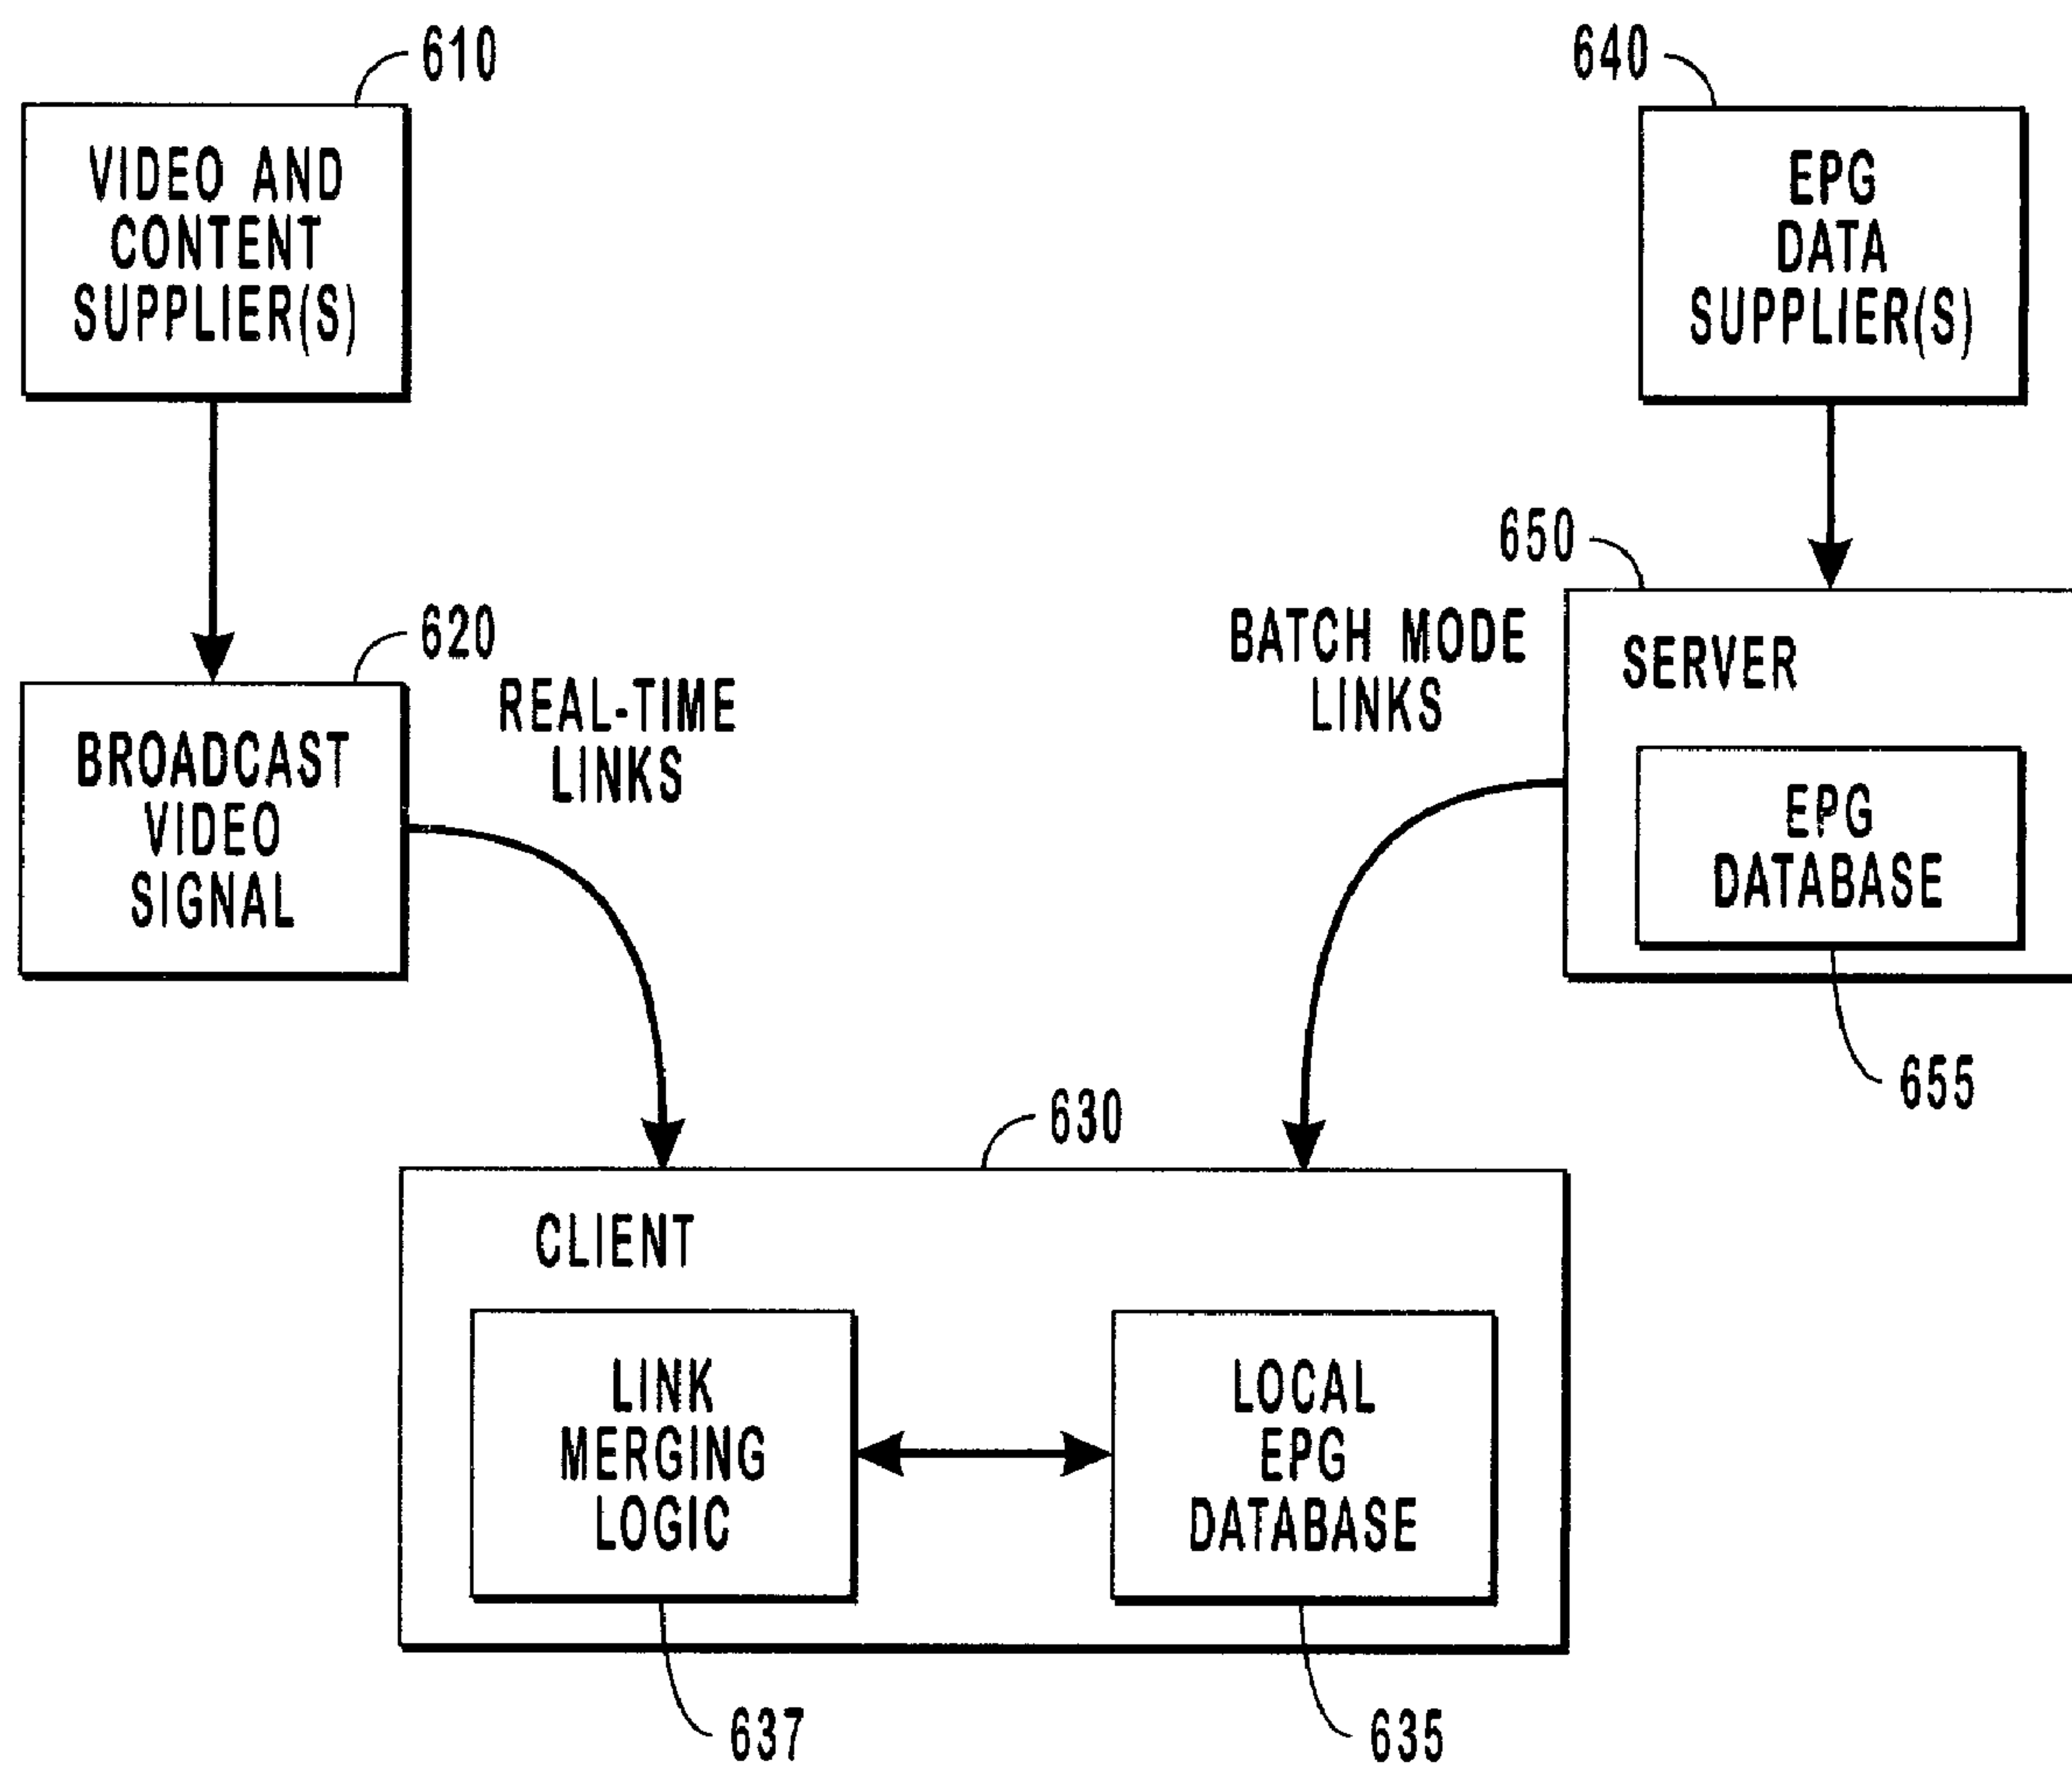 610
VIDEO AND
CONTENT
SUPPLIER(S)
640
EPG
DATA
SUPPLIER(S)
620
REAL-TIME
LINKS
BROADCAST
VIDEO
SIGNAL
650
BATCH MODE
LINKS
SERVER
EPG
DATABASE
655
630
CLIENT
LINK
MERGING
LOGIC
LOCAL
EPG
DATABASE
637
635